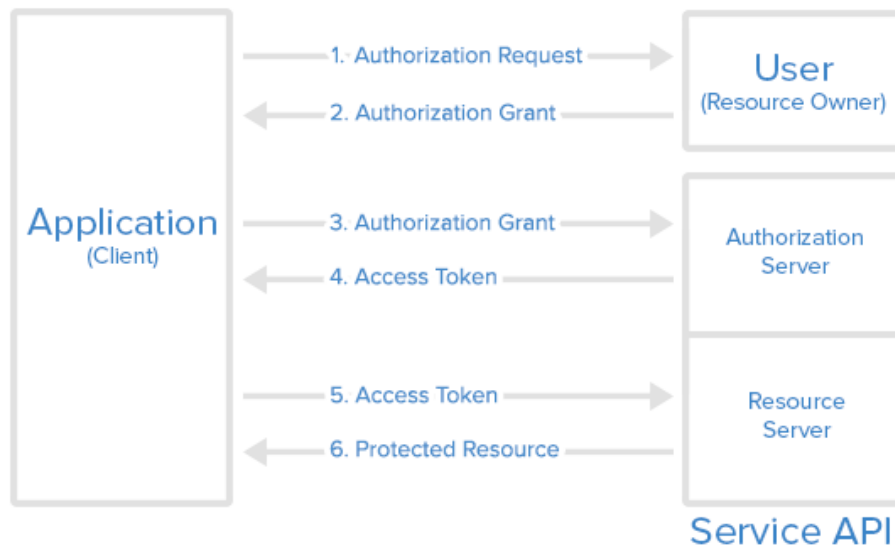 1. Authorization Request
User
(Resource Owner)
2. Authorization Grant
Application
(Client)
3. Authorization Grant
Authorization
Server
4. Access Token
5. Access Token
Resource
Server
6. Protected Resource
Service API